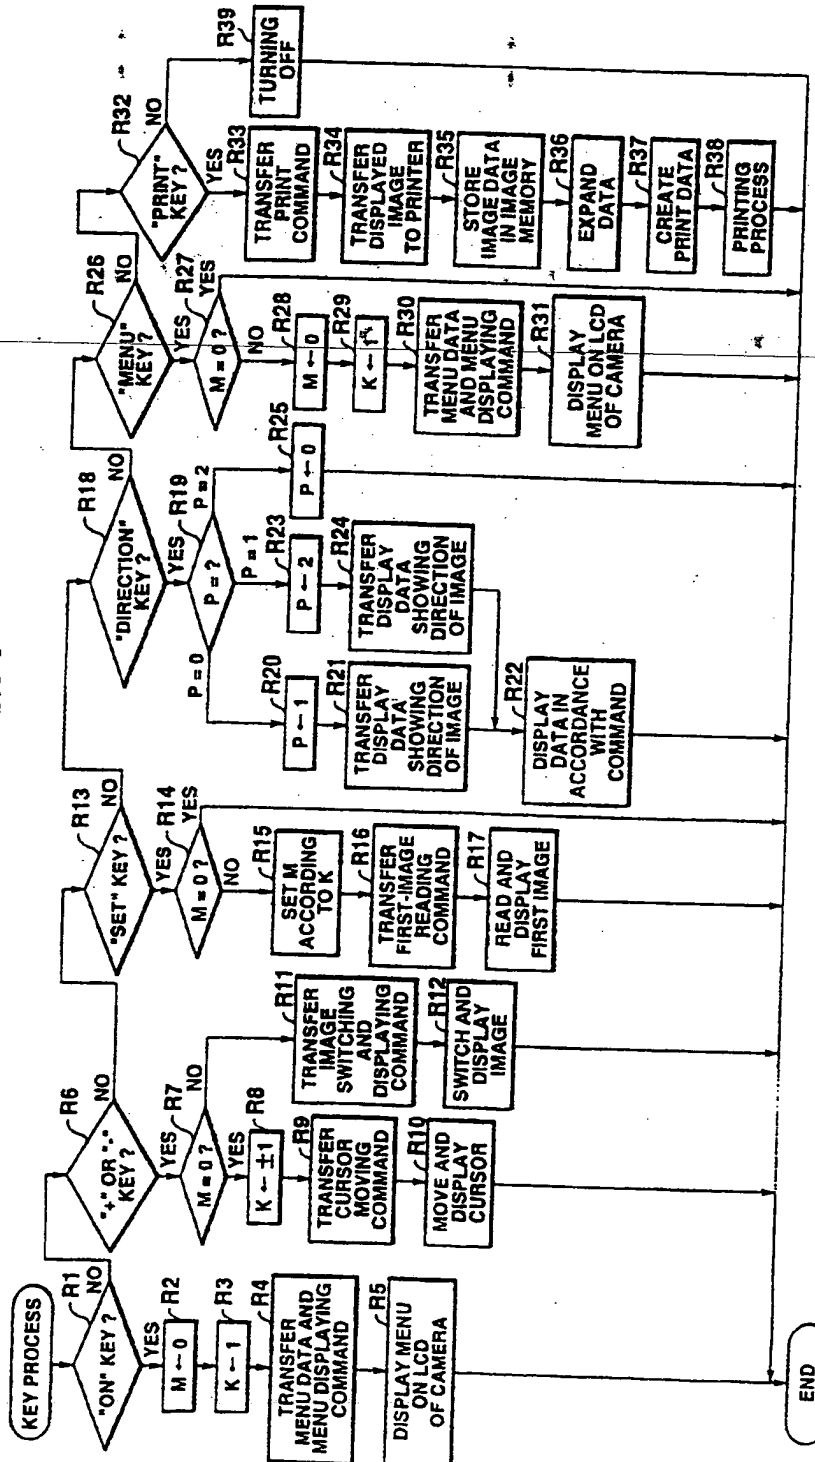 KEY PROCESS
R1
"ON" KEY ?
NO
YES
R2
M ← 0
R3
K ← 1
R4
TRANSFER
MENU DATA AND
MENU DISPLAYING
COMMAND
R5
DISPLAY MENU
ON LCD
OF CAMERA
END
R6
"+" OR "-"
KEY ?
NO
YES
R7
M = 0 ?
NO
YES
R8
K ← ±1
R9
TRANSFER
CURSOR
MOVING
COMMAND
R10
MOVE AND
DISPLAY
CURSOR
R11
TRANSFER
IMAGE
SWITCHING
AND
DISPLAYING
COMMAND
R12
SWITCH AND
DISPLAY
IMAGE
R13
"SET" KEY ?
NO
YES
R14
M = 0 ?
YES
NO
R15
SET M
ACCORDING
TO K
R16
TRANSFER
FIRST-IMAGE
READING
COMMAND
R17
READ AND
DISPLAY
FIRST IMAGE
R18
"DIRECTION"
KEY ?
NO
YES
R19
P = ?
P = 0
P = 1
P = 2
R20
P ← 1
R21
TRANSFER
DISPLAY
DATA
SHOWING
DIRECTION
OF IMAGE
R22
DISPLAY
DATA IN
ACCORDANCE
WITH
COMMAND
R23
P ← 2
R24
TRANSFER
DISPLAY
DATA
SHOWING
DIRECTION
OF IMAGE
R25
P ← 0
R26
"MENU"
KEY ?
NO
YES
R27
M = 0 ?
YES
NO
R28
M ← 0
R29
K ← 1
R30
TRANSFER
MENU DATA
AND MENU
DISPLAYING
COMMAND
R31
DISPLAY
MENU ON LCD
OF CAMERA
R32
"PRINT"
KEY ?
NO
YES
R33
TRANSFER
PRINT
COMMAND
R34
TRANSFER
DISPLAYED
IMAGE
TO PRINTER
R35
STORE
IMAGE DATA
IN IMAGE
MEMORY
R36
EXPAND
DATA
R37
CREATE
PRINT DATA
R38
PRINTING
PROCESS
R39
TURNING
OFF